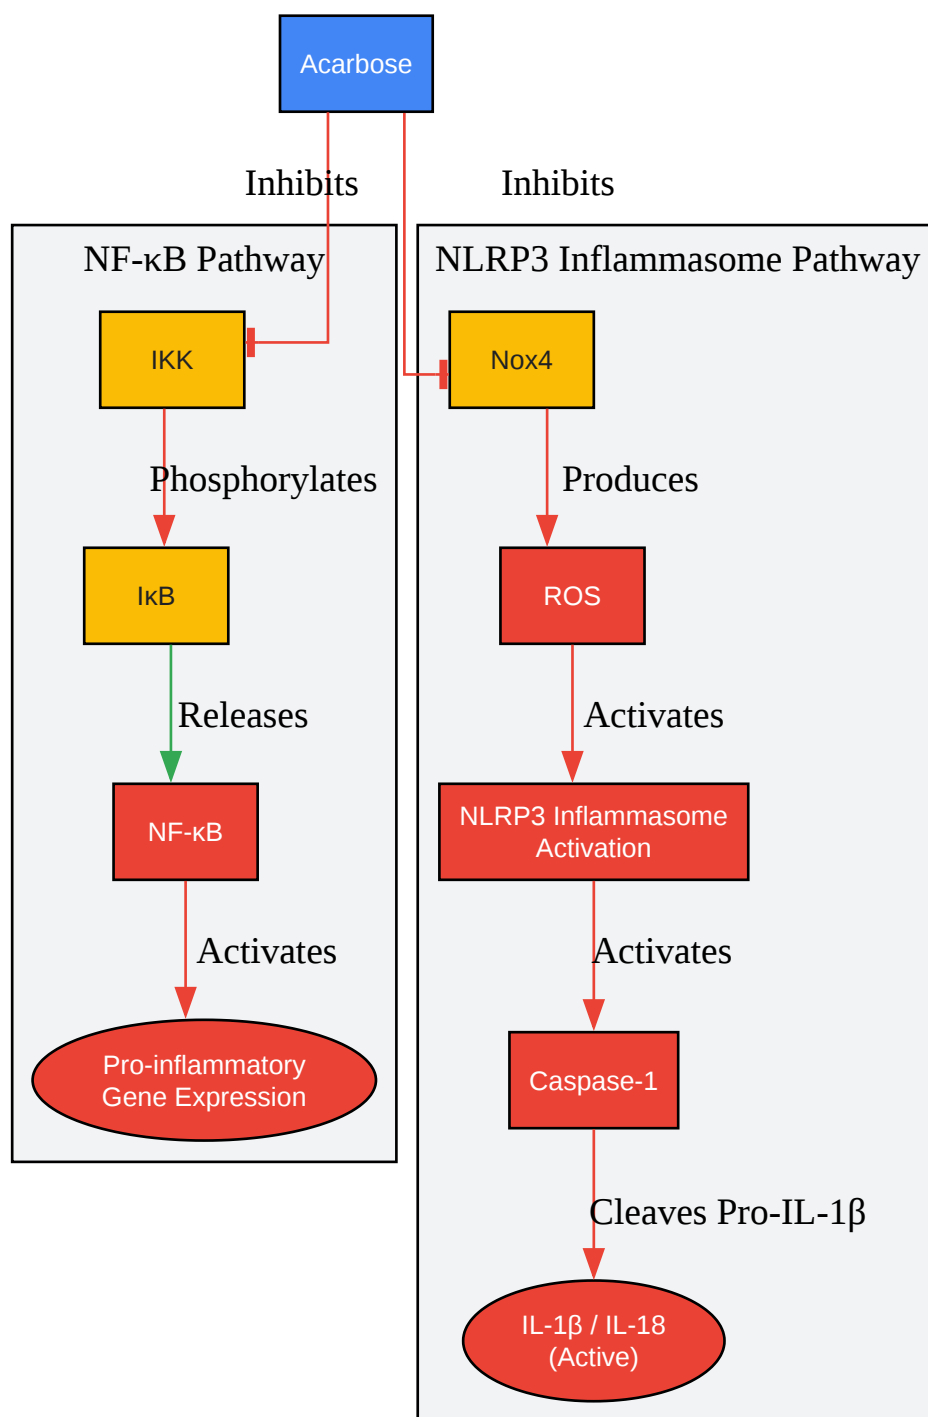 Acarbose
Inhibits
Inhibits
NF-κB Pathway
IKK
Phosphorylates
IκB
Releases
NF-κB
Activates
Pro-inflammatory
Gene Expression
NLRP3 Inflammasome Pathway
Nox4
Produces
ROS
Activates
NLRP3 Inflammasome
Activation
Activates
Caspase-1
Cleaves Pro-IL-1β
IL-1β / IL-18
(Active)